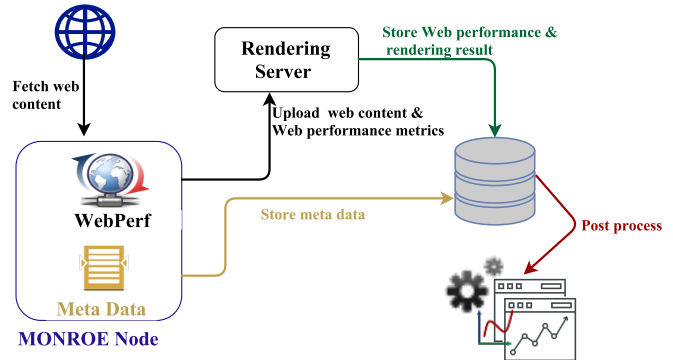 Fetch web
content
Rendering
Server
Store Web performance &
rendering result
Upload web content &
Web performance metrics
WebPerf
Store meta data
Post process
Meta Data
MONROE Node